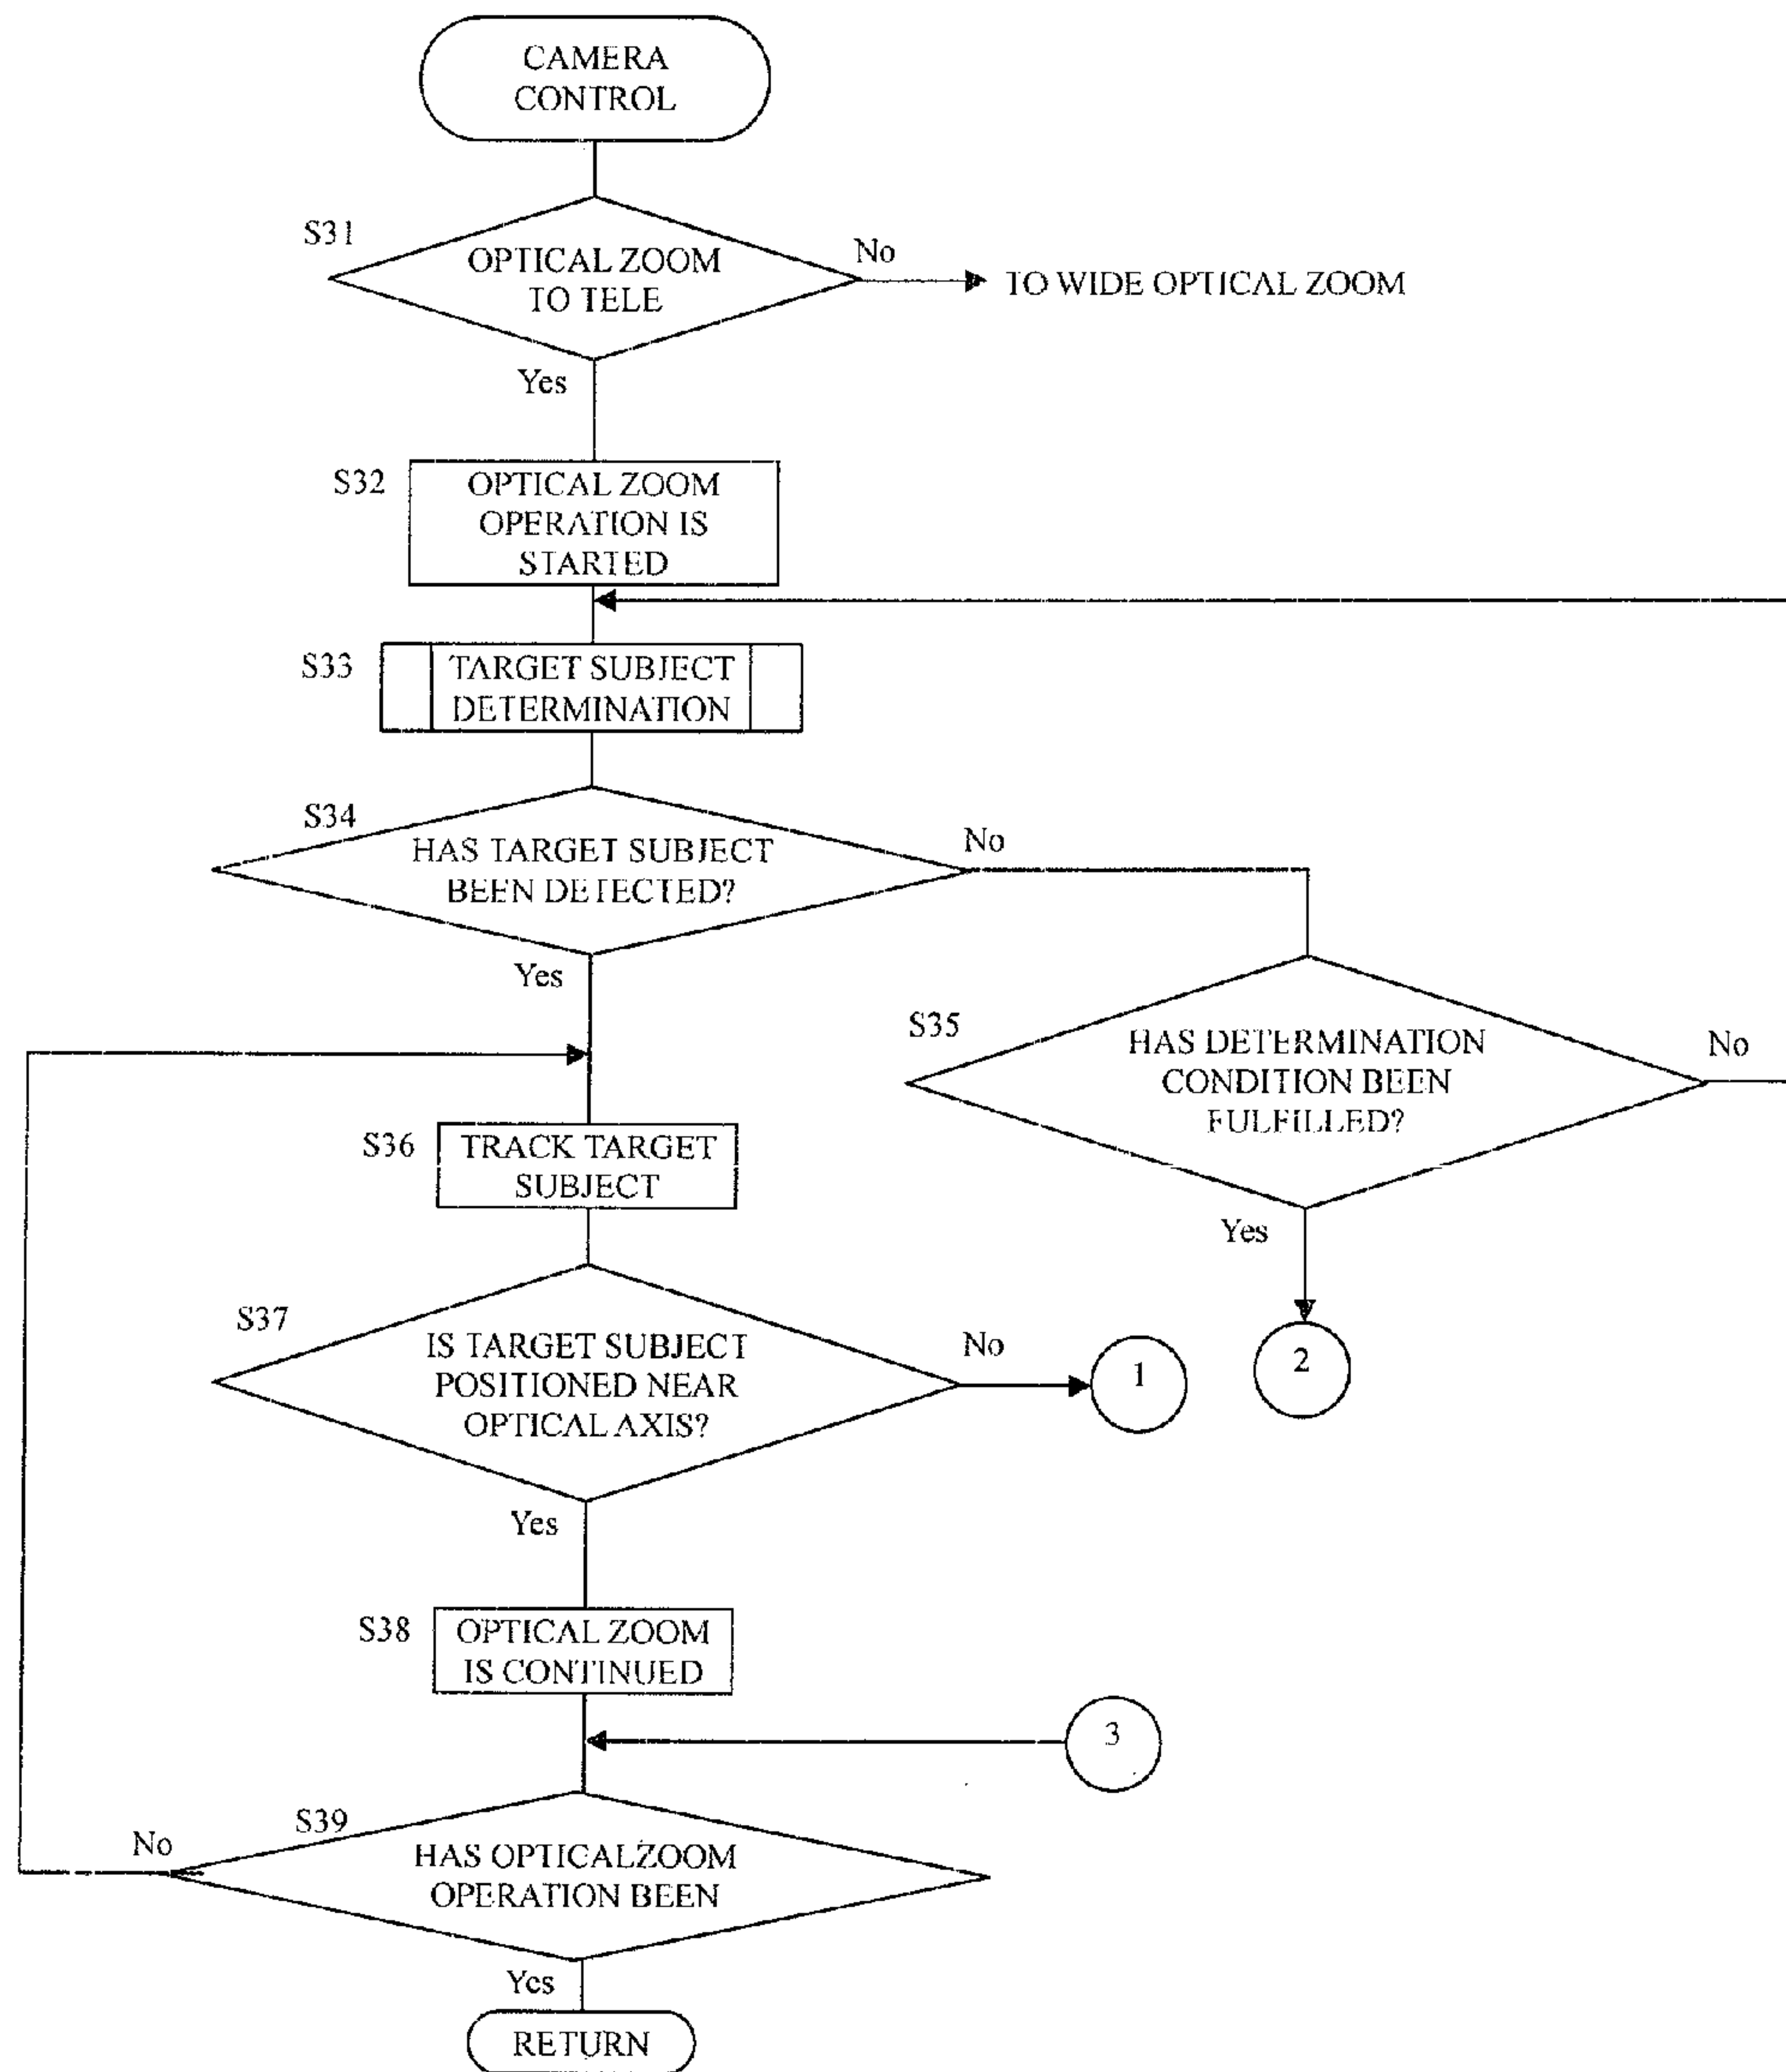 CAMERA
CONTROL
S31
OPTICAL ZOOM
TO TELE
No
TO WIDE OPTICAL ZOOM
Yes
S32
OPTICAL ZOOM
OPERATION IS
STARTED
S33
TARGET SUBJECT
DETERMINATION
S34
HAS TARGET SUBJECT
BEEN DETECTED?
No
Yes
S35
HAS DETERMINATION
CONDITION BEEN
FULFILLED?
No
Yes
2
S36
TRACK TARGET
SUBJECT
S37
IS TARGET SUBJECT
POSITIONED NEAR
OPTICAL AXIS?
No
1
Yes
S38
OPTICAL ZOOM
IS CONTINUED
3
S39
No
HAS OPTICALZOOM
OPERATION BEEN
Yes
RETURN